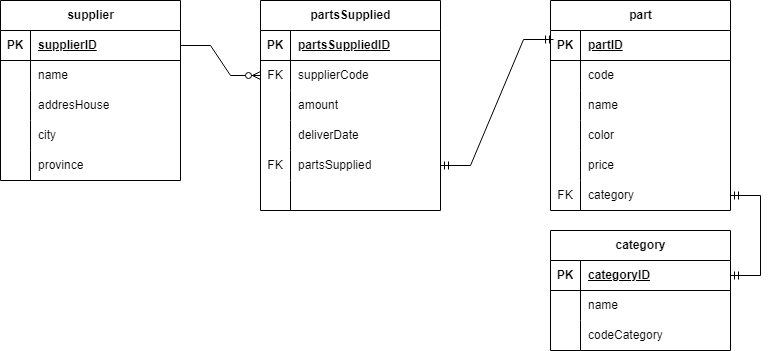 supplier
PK supplierID
name
addresHouse
city
province
partsSupplied
PK partsSuppliedID
FK supplierCode
amount
deliverDate
FK partsSupplied
part
PK partID
code
name
color
price
FK category
category
PK categoryID
name
codeCategory